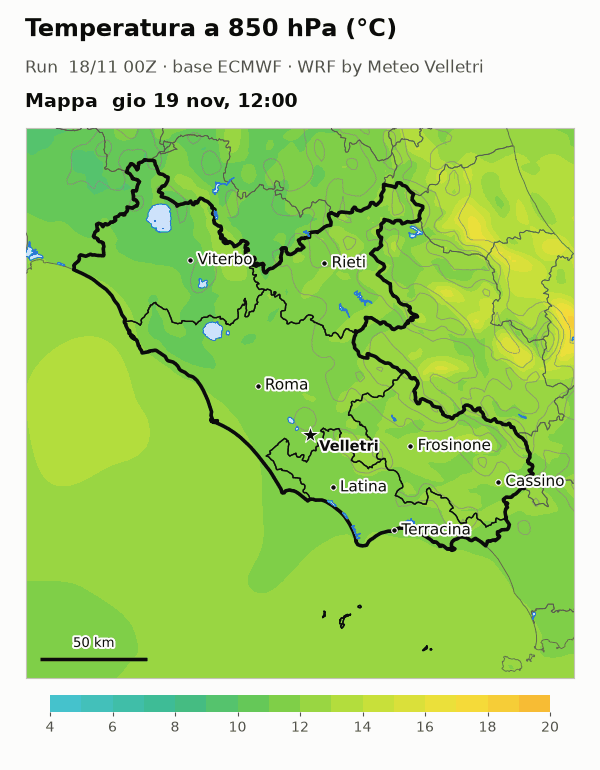 Temperatura a 850 hPa (°C)
Run 18/11 00Z · base ECMWF · WRF by Meteo Velletri
Mappa gio 19 nov, 12:00
Viterbo
Rieti
Roma
Velletri
Frosinone
Cassino
Latina
Terracina
50 km
4 6 8 10 12 14 16 18 20